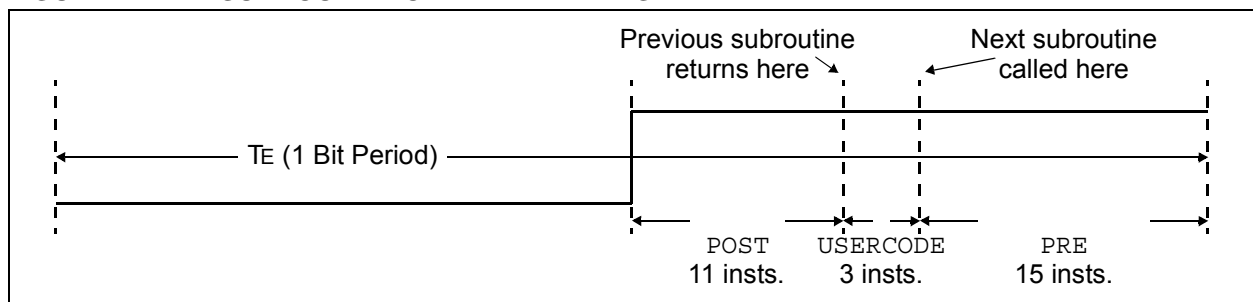 Previous subroutine
returns here
Next subroutine
called here
TE (1 Bit Period)
POST
11 insts.
USERCODE
3 insts.
PRE
15 insts.